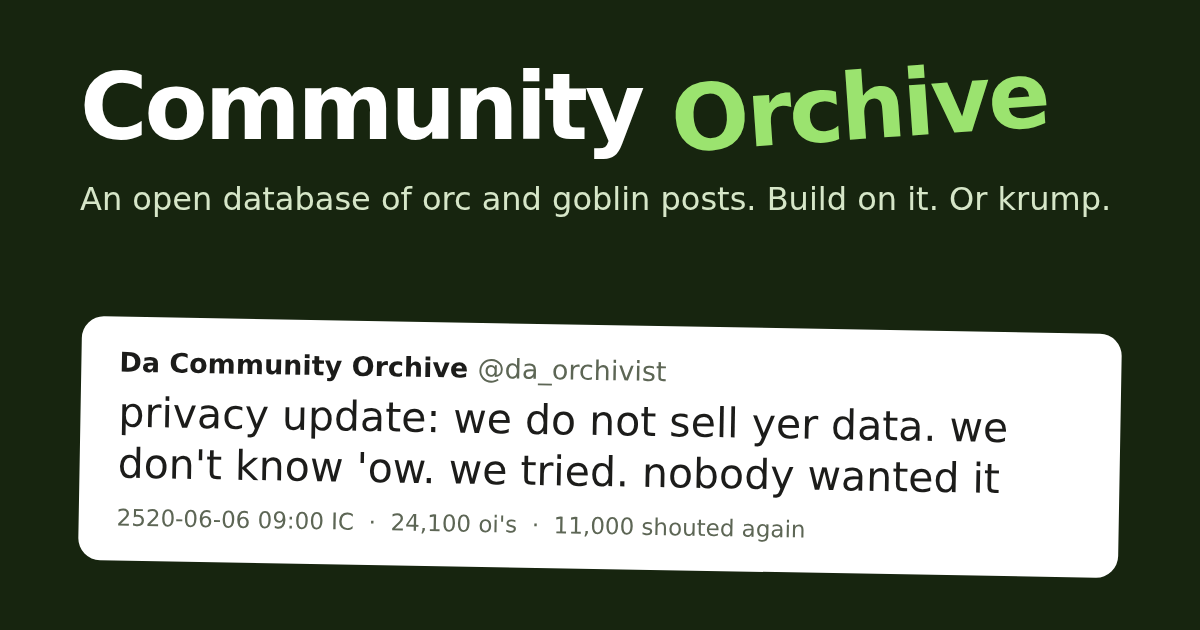 Community Orchive
An open database of orc and goblin posts. Build on it. Or krump.
Da Community Orchive @da_orchivist
privacy update: we do not sell yer data. we
don't know 'ow. we tried. nobody wanted it
2520-06-06 09:00 IC · 24,100 oi's · 11,000 shouted again